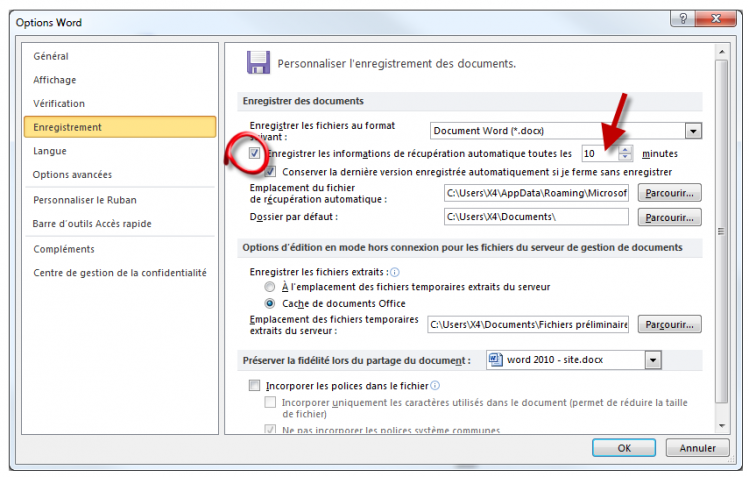 Options Word
Général
Affichage
Vérification
Enregistrement
Langue
Options avancées
Personnaliser le Ruban
Barre d'outils Accès rapide
Compléments
Centre de gestion de la confidentialité
Personnaliser l'enregistrement des documents.
Enregistrer des documents
Enregistrer les fichiers au format
suivant :
Document Word (*.docx)
Enregistrer les informations de récupération automatique toutes les 10 minutes
Conserver la dernière version enregistrée automatiquement si je ferme sans enregistrer
Emplacement du fichier
de récupération automatique :
C:\Users\X4\AppData\Roaming\Microsof
Parcourir...
Dossier par défaut :
C:\Users\X4\Documents\
Parcourir...
Options d'édition en mode hors connexion pour les fichiers du serveur de gestion de documents
Enregistrer les fichiers extraits :
À l'emplacement des fichiers temporaires extraits du serveur
Cache de documents Office
Emplacement des fichiers temporaires
extraits du serveur :
C:\Users\X4\Documents\Fichiers préliminaire
Parcourir...
Préserver la fidélité lors du partage du document :
word 2010 - site.docx
Incorporer les polices dans le fichier
Incorporer uniquement les caractères utilisés dans le document (permet de réduire la taille
de fichier)
Ne pas incorporer les polices système communes
OK
Annuler